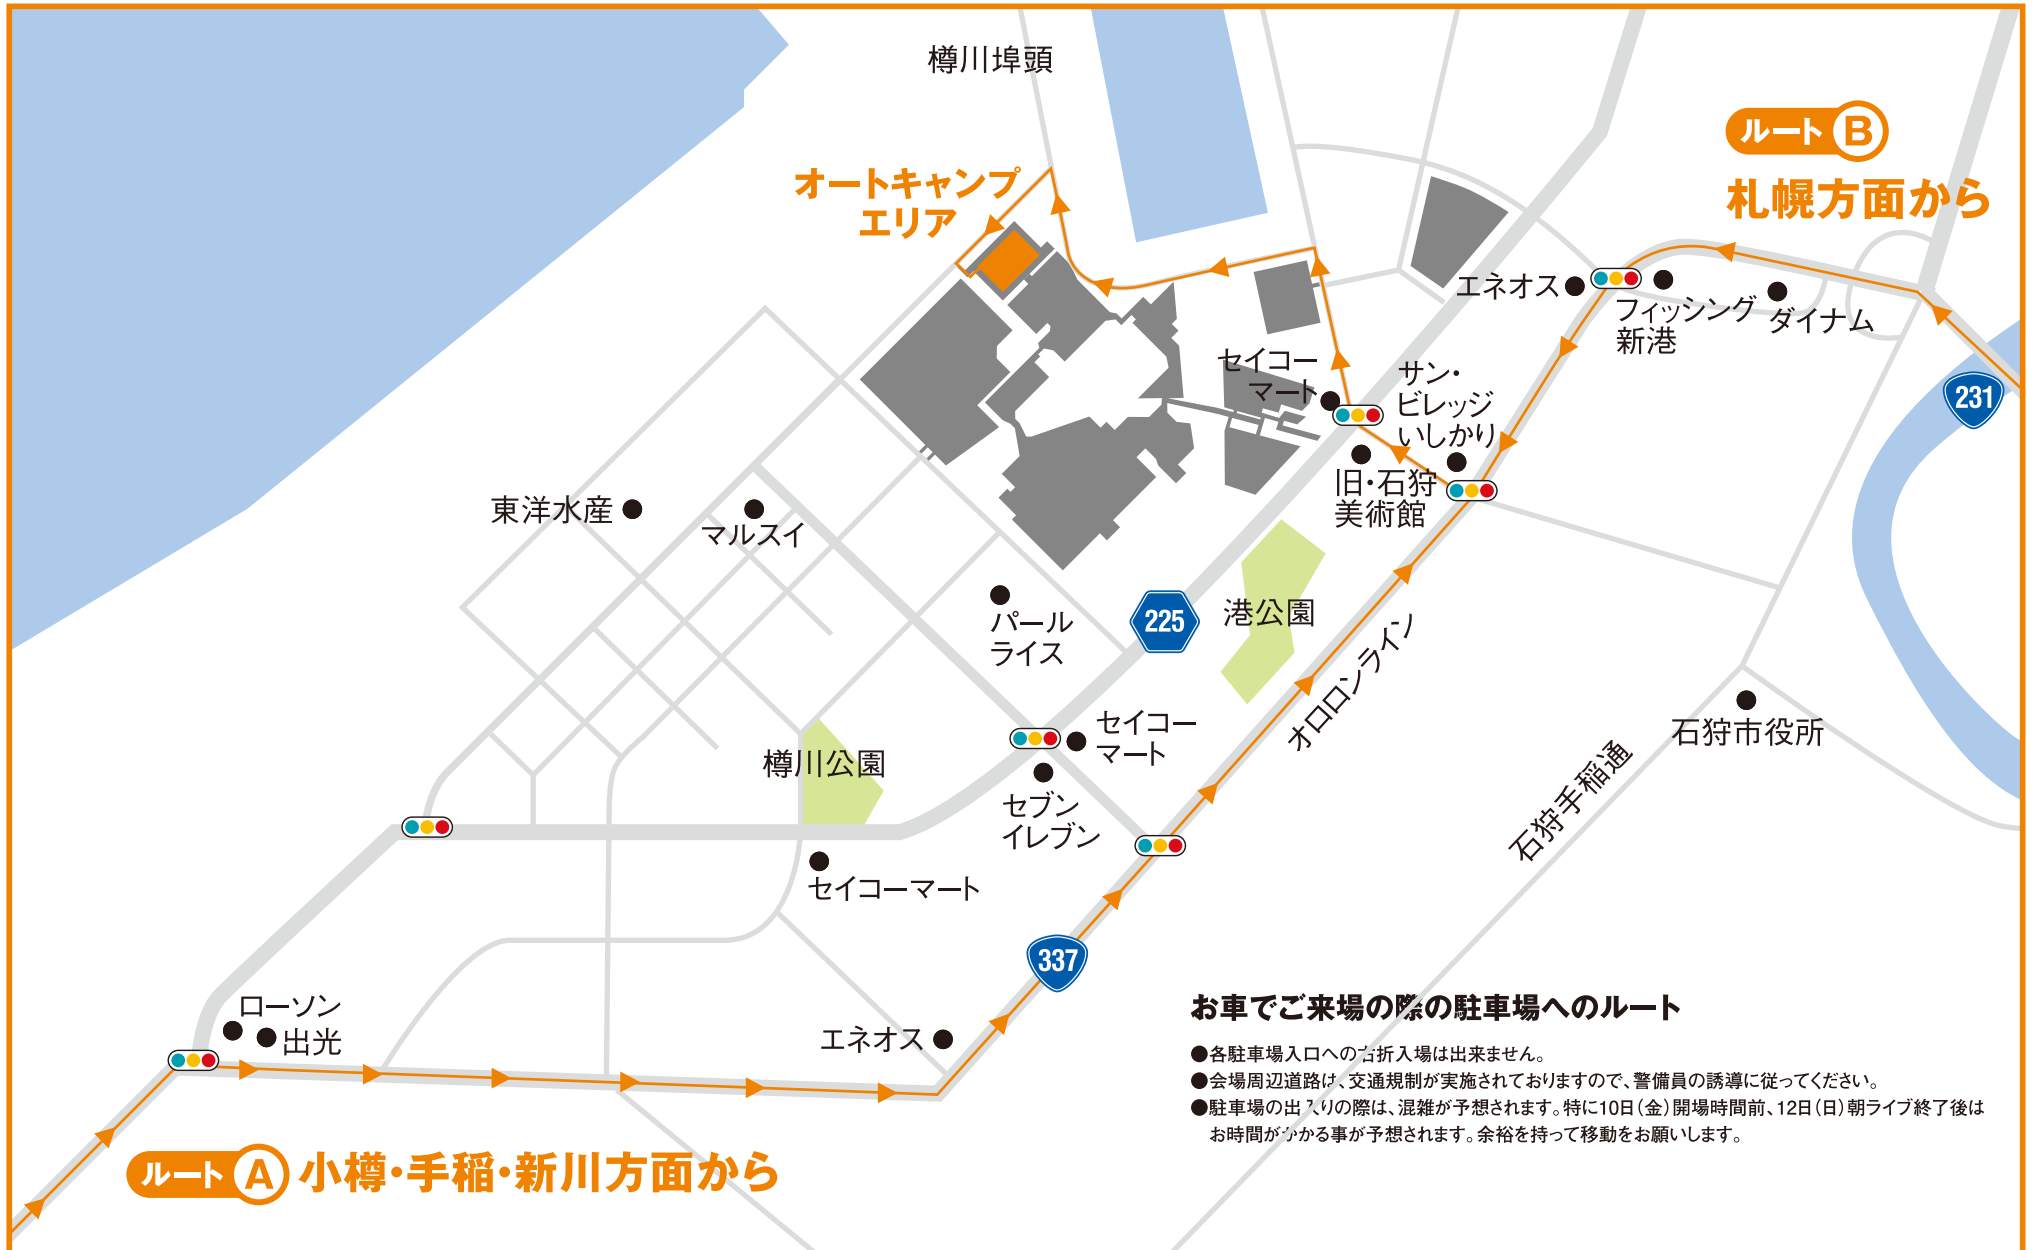 樽川埠頭
ルートB
札幌方面から
オートキャンプ
エリア
エネオス
フィッシング
新港
ダイナム
231
セイコー
マート
サン・
ビレッジ
いしかり
旧・石狩
美術館
東洋水産
マルスイ
パール
ライス
225
港公園
オロロンライン
石狩市役所
石狩手稲通
樽川公園
セイコー
マート
セブン
イレブン
セイコーマート
337
ローソン
出光
エネオス
お車でご来場の際の駐車場へのルート
●各駐車場入口への右折入場は出来ません。
●会場周辺道路は、交通規制が実施されておりますので、警備員の誘導に従ってください。
●駐車場の出入りの際は、混雑が予想されます。特に10日(金)開場時間前、12日(日)朝ライブ終了後は
お時間がかかる事が予想されます。余裕を持って移動をお願いします。
ルートA 小樽・手稲・新川方面から